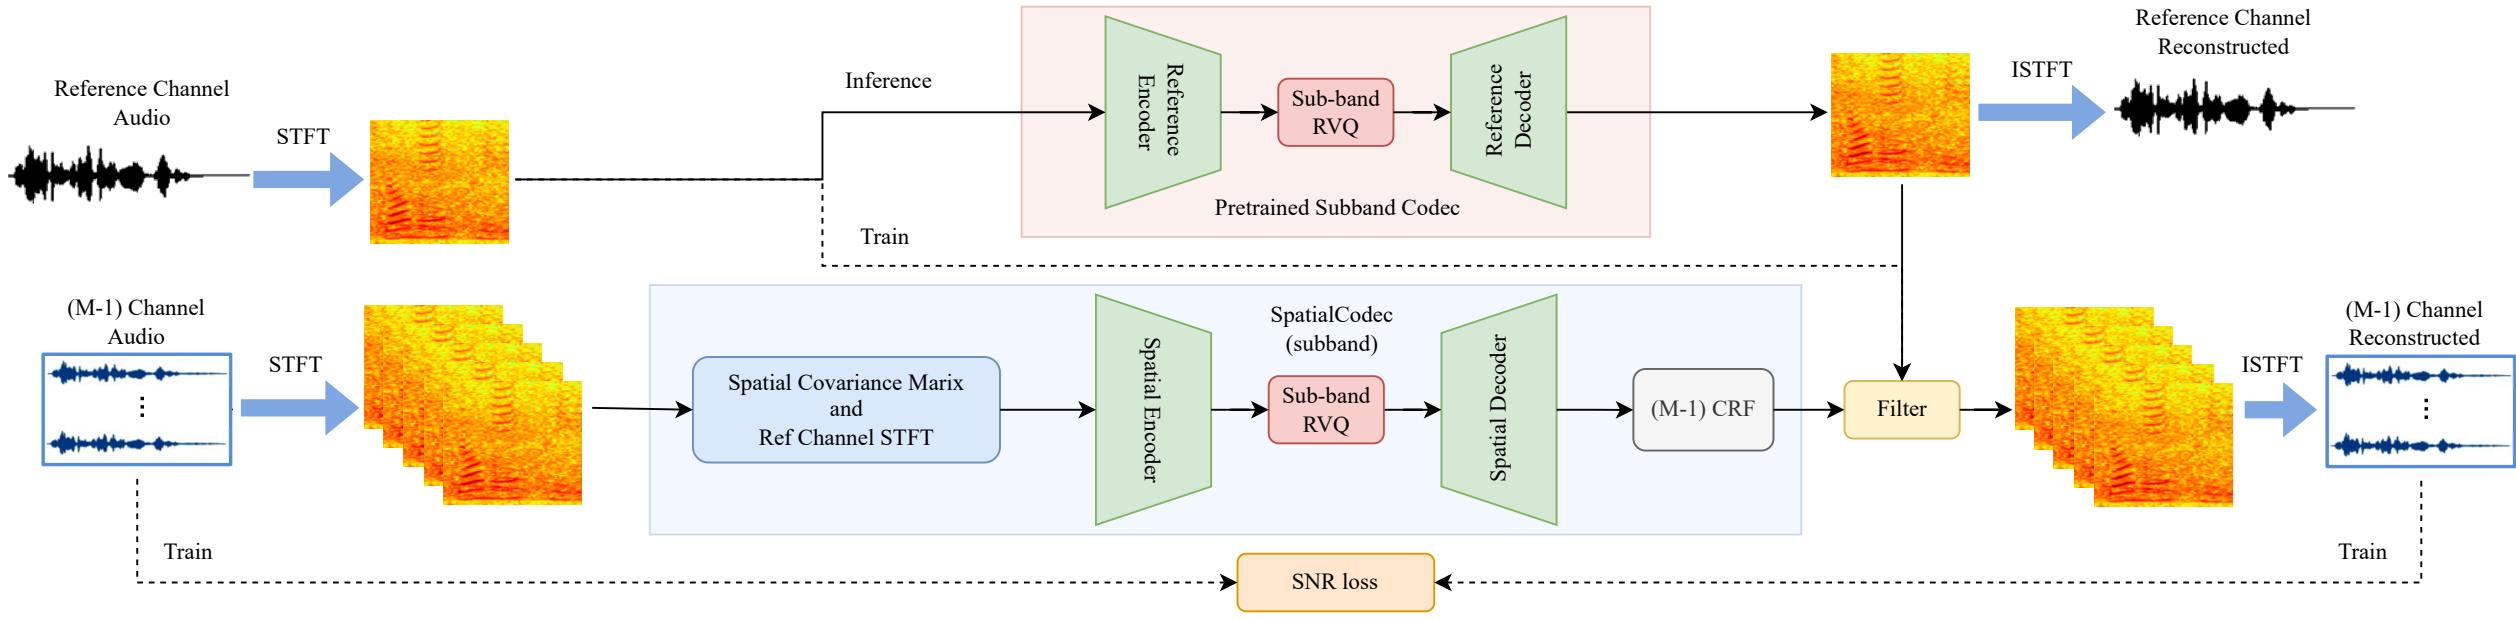 Reference Channel
Audio
STFT
Inference
Train
Reference
Encoder
Sub-band
RVQ
Reference
Decoder
Pretrained Subband Codec
ISTFT
Reference Channel
Reconstructed
(M-1) Channel
Audio
STFT
Spatial Covariance Marix
and
Ref Channel STFT
Spatial Encoder
SpatialCodec
(subband)
Sub-band
RVQ
Spatial Decoder
(M-1) CRF
Filter
ISTFT
(M-1) Channel
Reconstructed
Train
SNR loss
Train